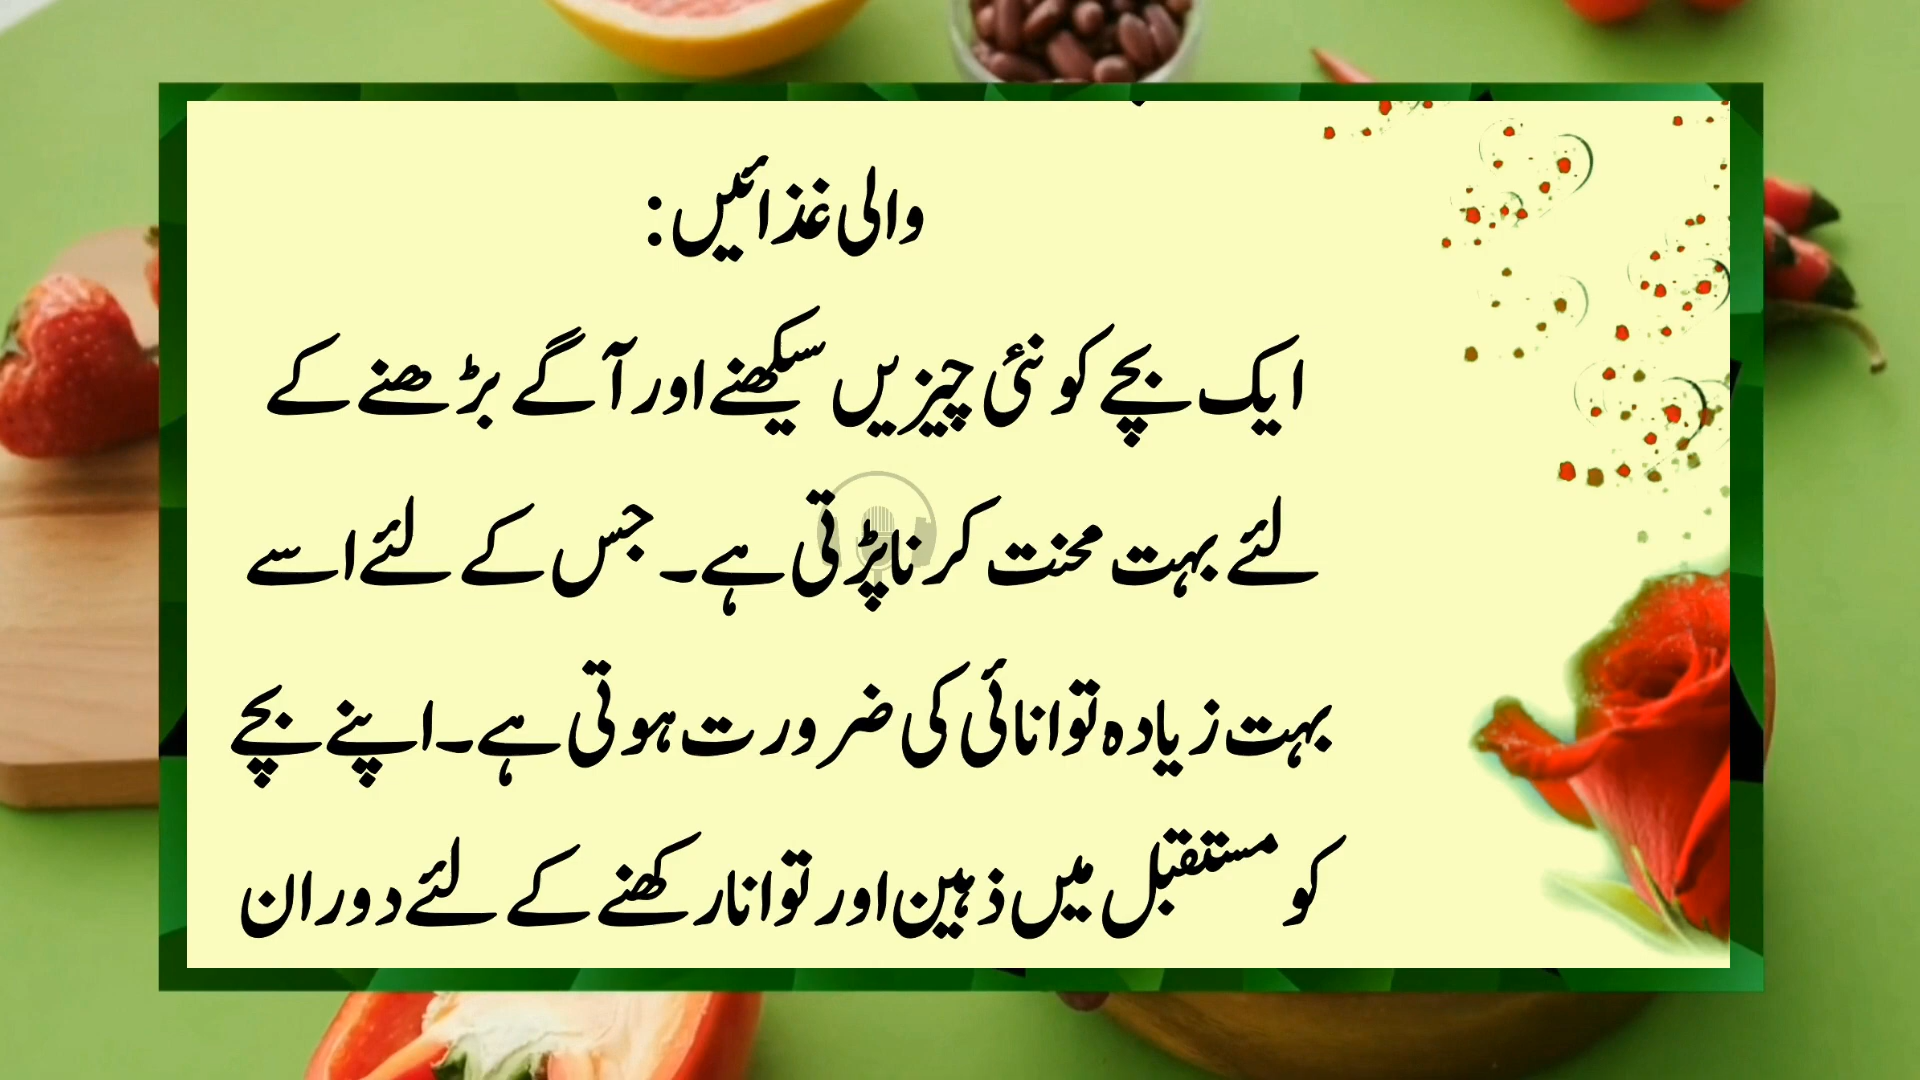 والی غذائیں:
ایک بچے کو نئی چیزیں سیکھنے اور آگے بڑھنے کے
لئے بہت محنت کرنا پڑتی ہے۔ جس کے لئے اسے
بہت زیادہ توانائی کی ضرورت ہوتی ہے۔ اپنے بچے
کو مستقبل میں ذہین اور توانا رکھنے کے لئے دوران